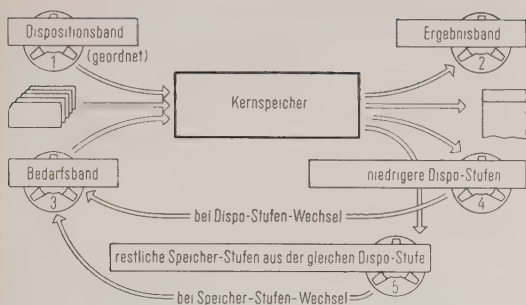 Dispositionsband
1
(geordnet)
Ergebnisband
2
Kernspeicher
Bedarfsband
3
niedrigere Dispo-Stufen
4
bei Dispo-Stufen-Wechsel
restliche Speicher-Stufen aus der gleichen Dispo-Stufe
5
bei Speicher-Stufen-Wechsel